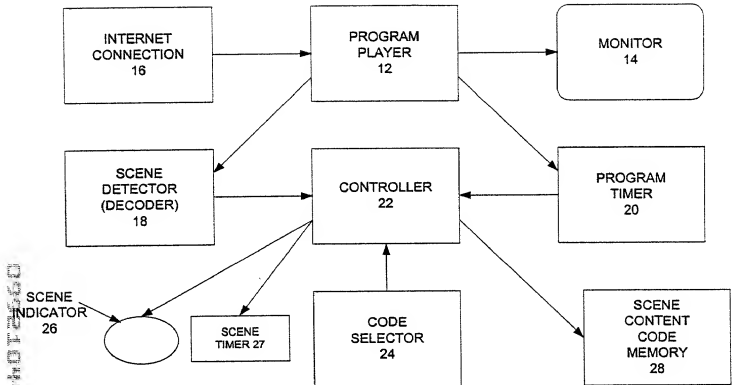 INTERNET
CONNECTION
16
PROGRAM
PLAYER
12
MONITOR
14
SCENE
DETECTOR
(DECODER)
18
CONTROLLER
22
PROGRAM
TIMER
20
SCENE
INDICATOR
26
SCENE
TIMER 27
CODE
SELECTOR
24
SCENE
CONTENT
CODE
MEMORY
28